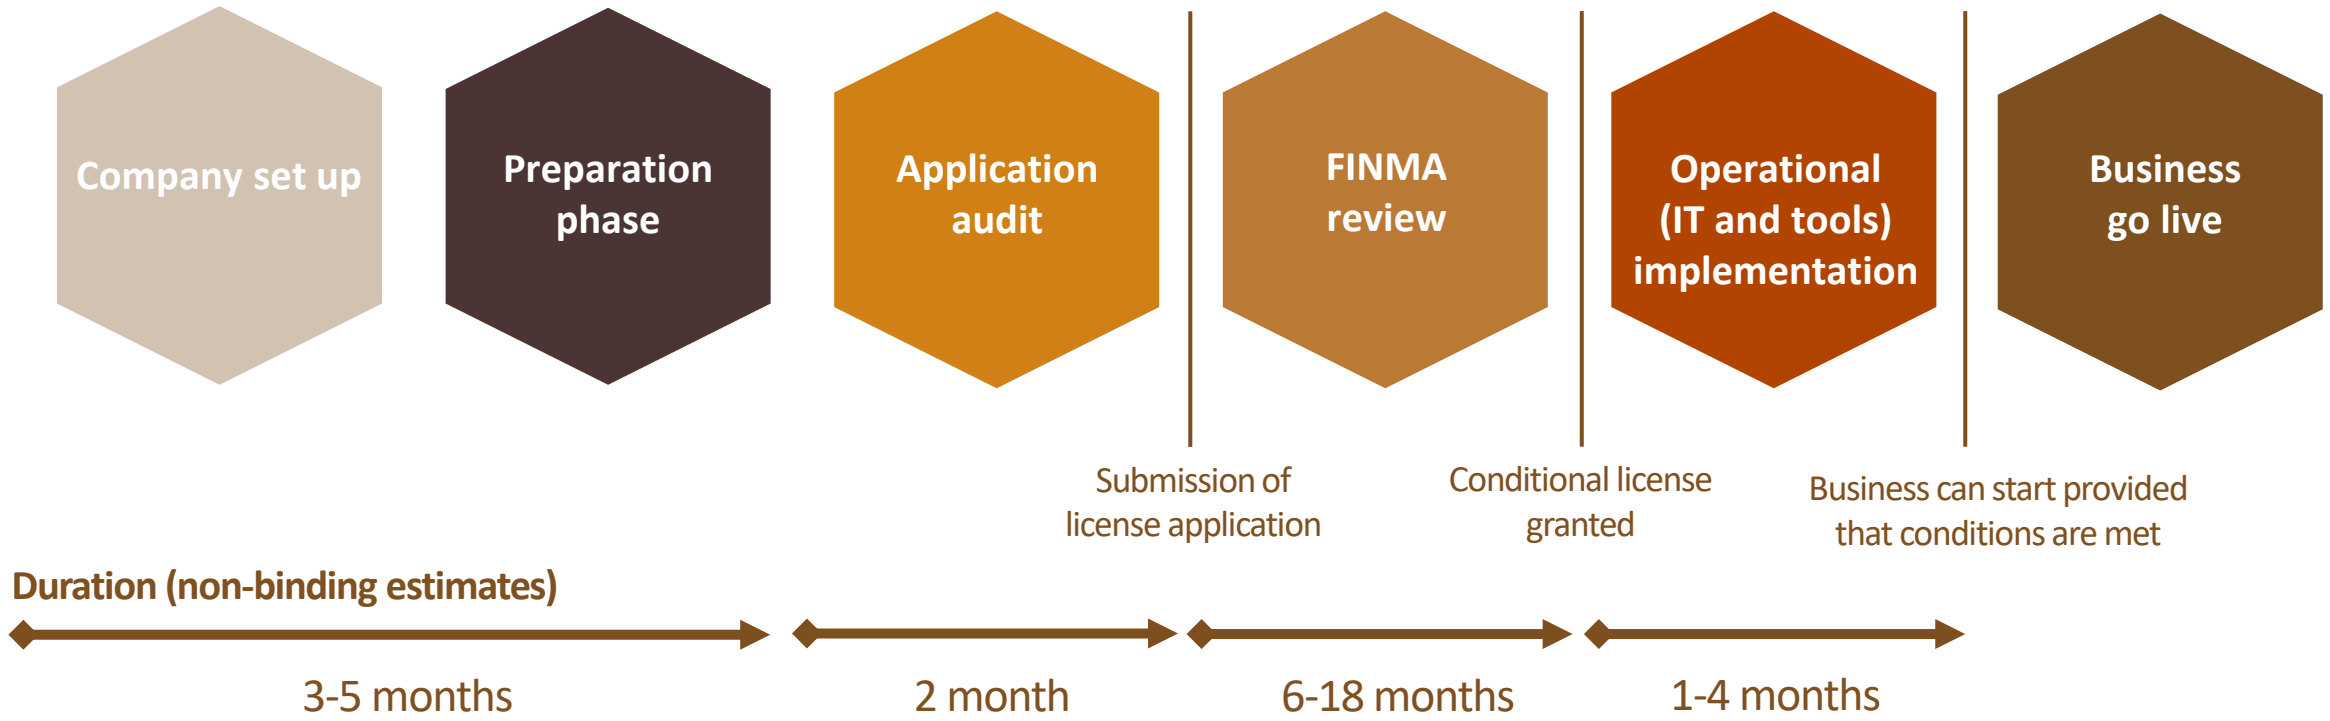 Company set up
Preparation
phase
Application
audit
FINMA
review
Operational
(IT and tools)
implementation
Business
go live
Submission of
license application
Conditional license
granted
Business can start provided
that conditions are met
Duration (non-binding estimates)
3-5 months
2 month
6-18 months
1-4 months